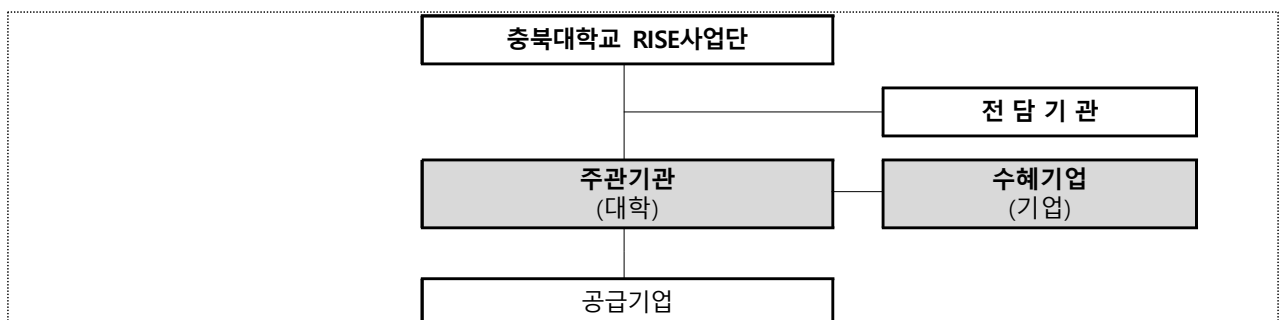 충북대학교 RISE사업단
전 담 기 관
주관기관
(대학)
수혜기업
(기업)
공급기업